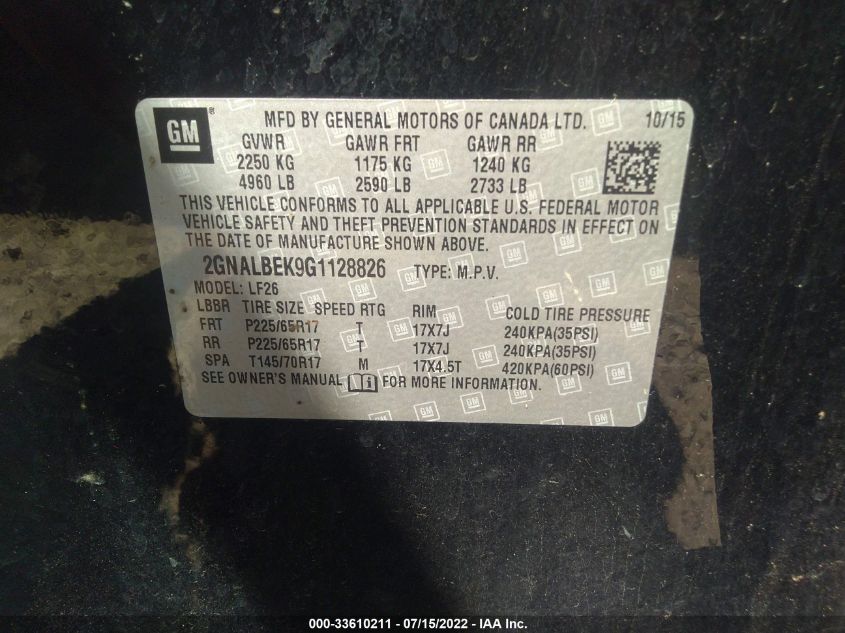 GM ® MFD BY GENERAL MOTORS OF CANADA LTD. 10/15
GVWR GAWR FRT GAWR RR
2250 KG 1175 KG 1240 KG
4960 LB 2590 LB 2733 LB
THIS VEHICLE CONFORMS TO ALL APPLICABLE U.S. FEDERAL MOTOR
VEHICLE SAFETY AND THEFT PREVENTION STANDARDS IN EFFECT ON
THE DATE OF MANUFACTURE SHOWN ABOVE.
2GNALBEK9G1128826 TYPE: M.P.V.
MODEL: LF26
LBBR TIRE SIZE SPEED RTG RIM COLD TIRE PRESSURE
FRT P225/65R17 T 17X7J 240KPA(35PSI)
RR P225/65R17 T 17X7J 240KPA(35PSI)
SPA T145/70R17 M 17X4.5T 420KPA(60PSI)
SEE OWNER'S MANUAL FOR MORE INFORMATION.
000-33610211 - 07/15/2022 - IAA Inc.